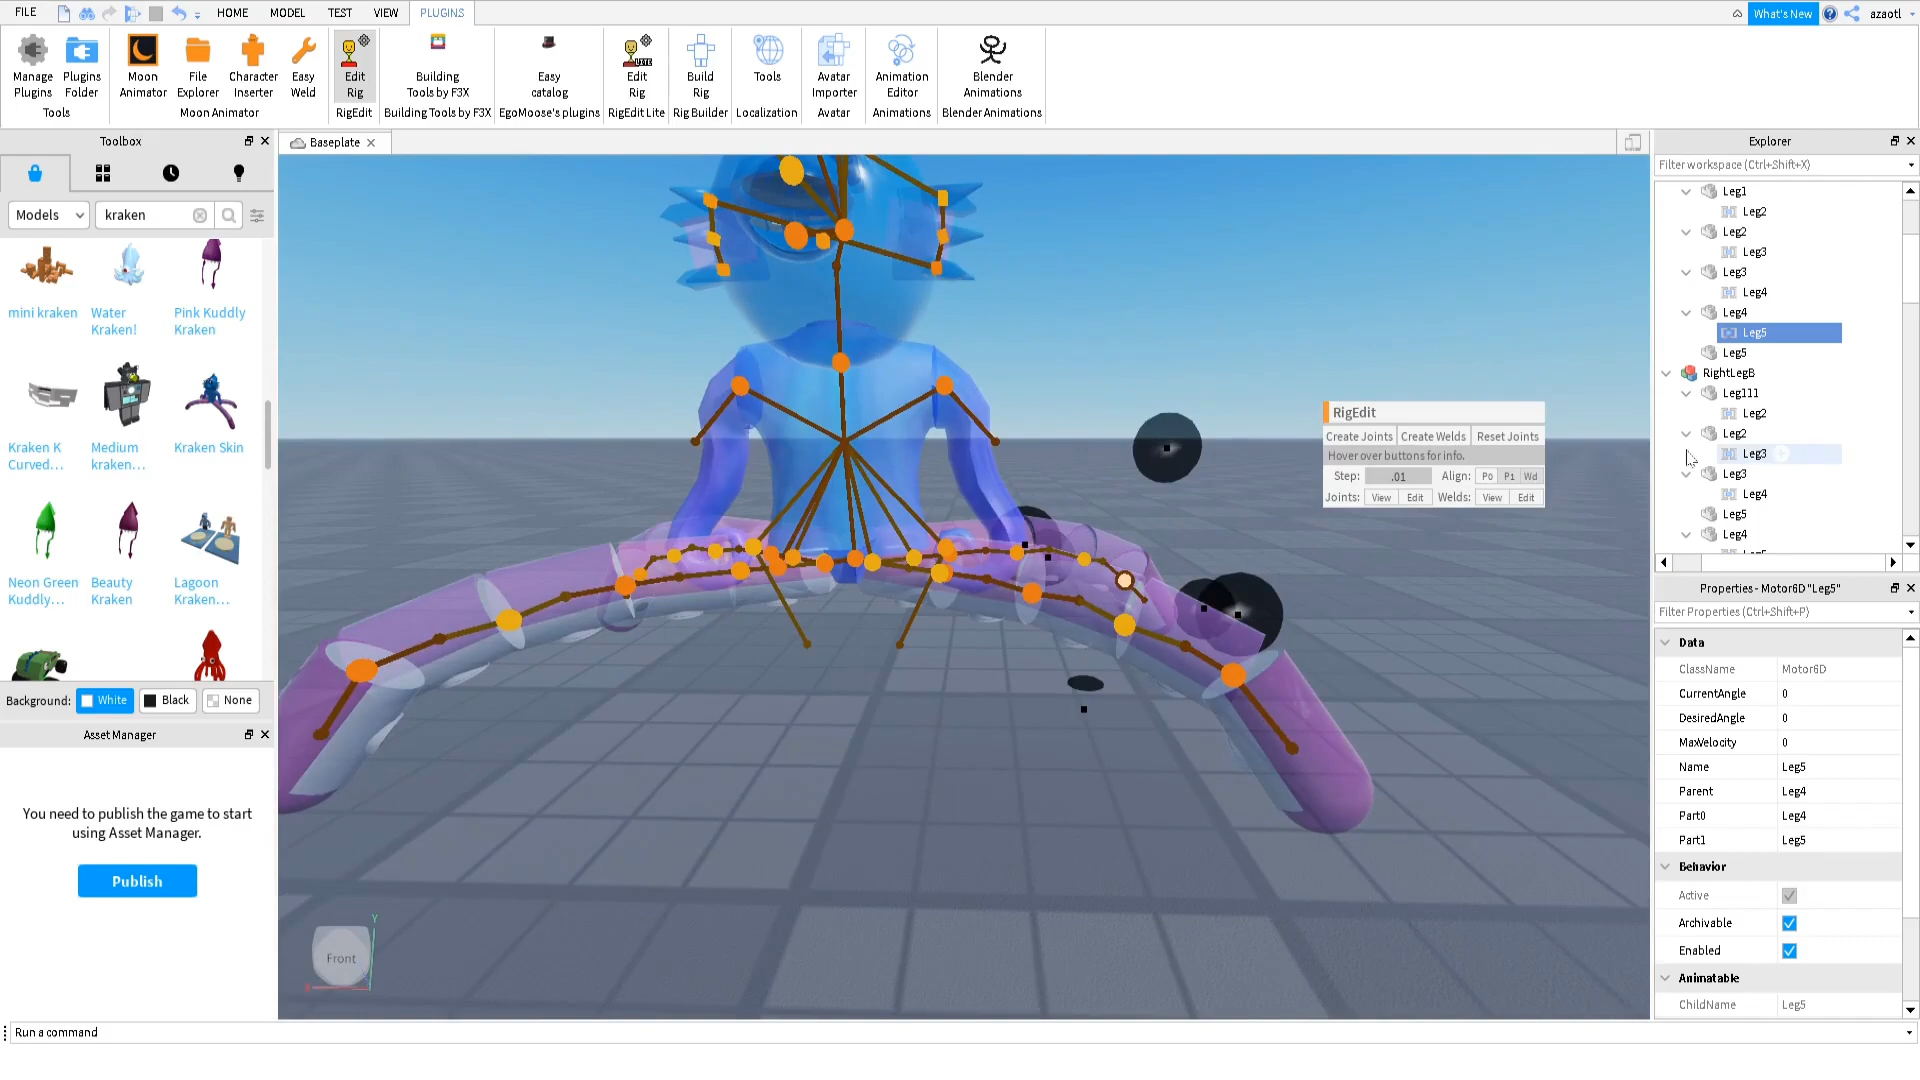 FILE
HOME
MODEL
TEST
VIEW
PLUGINS
What's New
azaotl
Manage Plugins
Plugins Folder
Tools
Moon Animator
File Explorer
Character Inserter
Easy Weld
Moon Animator
Edit Rig
RigEdit
Building Tools by F3X
Building Tools by F3X
Easy catalog
EgoMoose's plugins
LITE
Edit Rig
RigEdit Lite
Build Rig
Rig Builder
Tools
Localization
Avatar Importer
Avatar
Animation Editor
Animations
Blender Animations
Blender Animations
Toolbox
Models
kraken
mini kraken
Water Kraken!
Pink Kuddly Kraken
Kraken K Curved...
Medium kraken...
Kraken Skin
Neon Green Kuddly...
Beauty Kraken
Lagoon Kraken...
Background:
White
Black
None
Asset Manager
You need to publish the game to start
using Asset Manager.
Publish
Baseplate
RigEdit
Create Joints
Create Welds
Reset Joints
Hover over buttons for info.
Step:
.01
Align:
P0
P1
Wd
Joints:
View
Edit
Welds:
View
Edit
Y
Front
Explorer
Filter workspace (Ctrl+Shift+X)
Leg1
Leg2
Leg2
Leg3
Leg3
Leg4
Leg4
Leg5
Leg5
RightLegB
Leg111
Leg2
Leg2
Leg3
Leg3
Leg4
Leg5
Leg4
Properties - Motor6D "Leg5"
Filter Properties (Ctrl+Shift+P)
Data
ClassName Motor6D
CurrentAngle 0
DesiredAngle 0
MaxVelocity 0
Name Leg5
Parent Leg4
Part0 Leg4
Part1 Leg5
Behavior
Active
Archivable
Enabled
Animatable
ChildName Leg5
Run a command